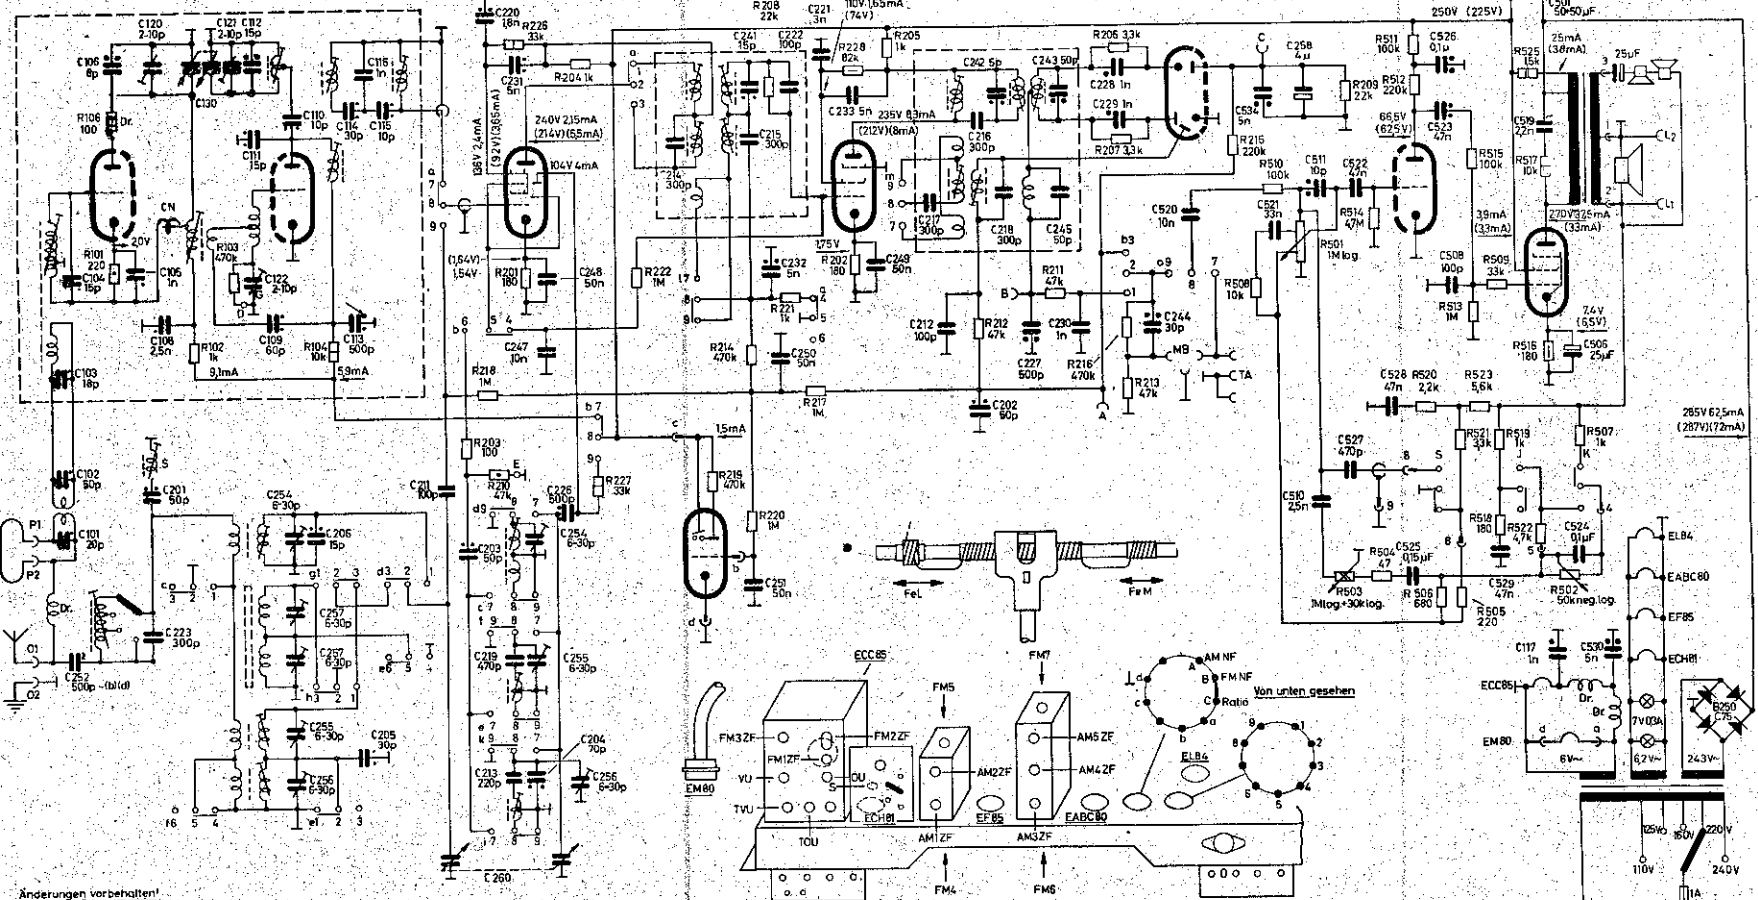 C120
2-10p
C121
2-10p
C112
15p
C106
8p
C130
R106
100
Dr.
C110
10p
C111
15p
C116
1n
C114
30p
C115
10p
CN
2,0V
R101
220
C104
15p
C105
1n
R103
470k
C122
2-10p
C108
2,5n
R102
1k
9,1mA
C109
60p
R104
10k
C113
500p
5,9mA
C103
18p
C102
50p
C101
20p
P1
P2
S
C201
50p
Dr.
O1
O2
C252
500p
C223
300p
C220
1,8n
R226
33k
C231
5n
R204 1k
240V 2,15mA
(214V)(6,5mA)
104V 4mA
(1,64V)
1,54V
R201
180
C248
50n
C247
10n
R222
1M
R218
1M
R208
22k
C241
15p
C222
100p
C215
300p
C214
300p
C221
3n
110V 1,65mA
(74V)
R228
82k
C233 5n
R205
1k
235V 8,3mA
(212V)(8mA)
1,75V
R202
180
C249
50n
C232
5n
R221
1k
R214
470k
C250
50n
R217
1M
C242 5p
C243 50p
C216
300p
C217
300p
C218
300p
C245
50p
C212
100p
R212
47k
C227
500p
C230
1n
R211
47k
R216
470k
C202
50p
R206 3,3k
C228 1n
C229 1n
R207 3,3k
C258
4µ
C534
5n
R209
22k
R215
220k
C520
10n
C244
30p
R213
47k
MB
TA
R510
100k
C511
10p
C522
47n
C521
33n
R501
1M log.
R508
10k
R514
47M
R511
100k
C526
0,1µ
R512
220k
66,5V
(62,5V)
C523
47n
R515
100k
C508
100p
R509
33k
R513
1M
250V (225V)
C501
50+50µF
R525
1,5k
25mA
(38mA)
25µF
C519
2,2n
R517
10k
L2
L1
270V 32,5mA
(33mA)
3,9mA
(3,3mA)
7,4V
(6,5V)
R516
180
C506
25µF
C528
47n
R520
2,2k
R523
5,6k
R521
33k
R519
1k
R507
1k
C527
470p
C510
2,5n
R518
180
R522
4,7k
C524
0,1µF
R503
1Mlog.+30klog.
R504
47
C525
0,15µF
R506
680
R505
220
C529
47n
R502
50kneg.log.
285V 62,5mA
(287V)(72mA)
R203
100
R210
47k
C211
100p
C203
50p
C226
500p
R227
33k
C254
6-30p
1,5mA
R219
470k
R220
1M
C251
50n
C254
6-30p
C206
15p
C257
6-30p
C257
6-30p
C255
6-30p
C256
6-30p
C205
30p
C219
470p
C255
6-30p
C204
70p
C213
220p
C256
6-30p
C260
FeL
FeM
ECC85
FM3ZF
FM2ZF
FM1ZF
VU
OU
S
TVU
TOU
ECH81
EM80
FM5
AM2ZF
AM1ZF
FM4
EF85
FM7
AM5ZF
AM4ZF
AM3ZF
FM6
EABC80
EL84
AM NF
FM NF
Ratio
Von unten gesehen
EL84
EABC80
EF85
ECH81
C117
1n
C530
5n
ECC85
Dr.
Dr.
EM80
7V 0,3A
B250
C75
6V~
6,2V~
243V~
125V
150V
220V
110V
240V
1A
Änderungen vorbehalten!